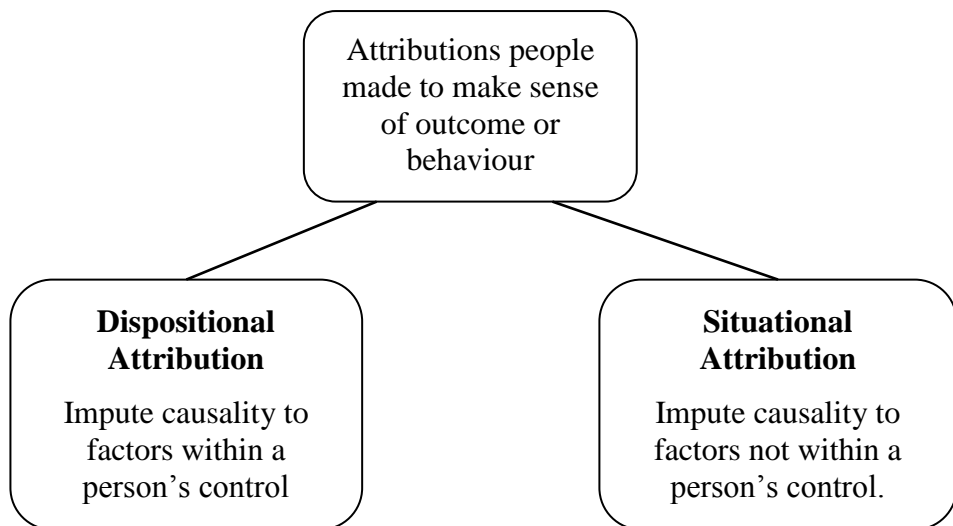 Attributions people
made to make sense
of outcome or
behaviour
Dispositional
Attribution
Impute causality to
factors within a
person’s control
Situational
Attribution
Impute causality to
factors not within a
person’s control.